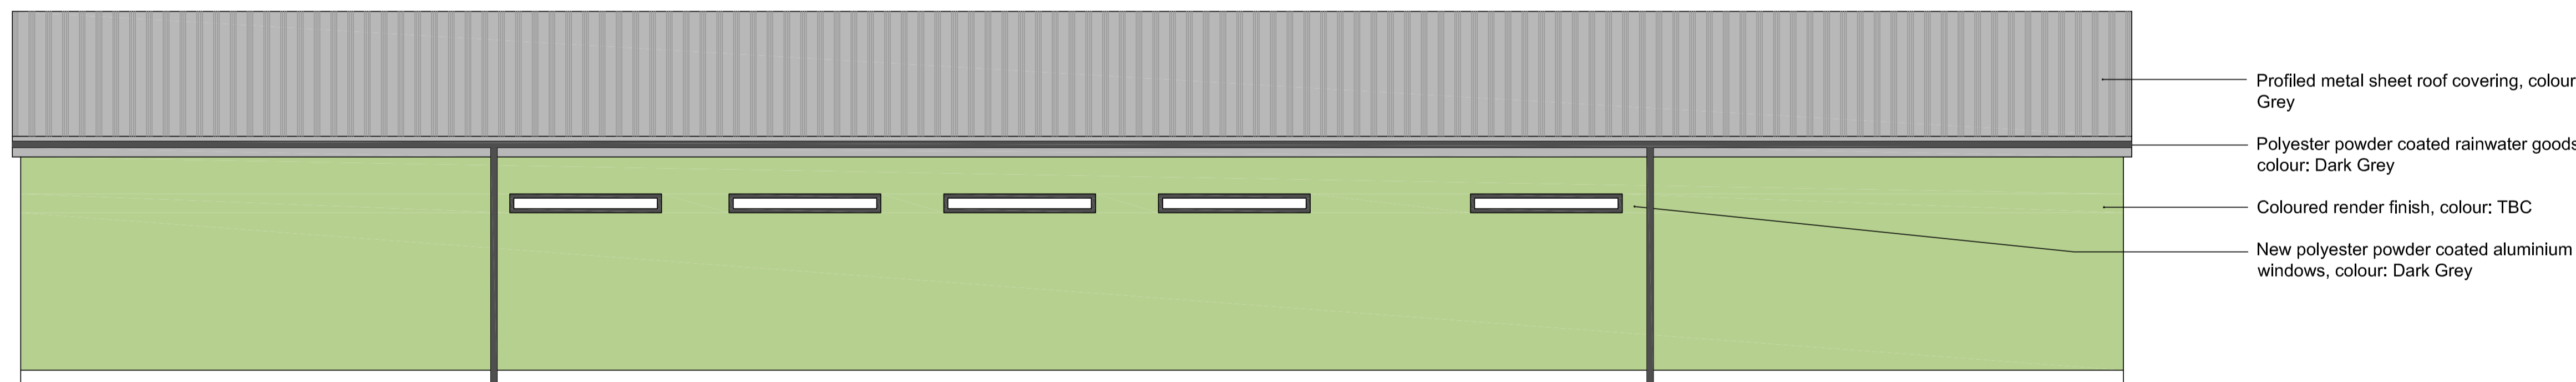 Profiled metal sheet roof covering, colour
Grey
Polyester powder coated rainwater goods
colour: Dark Grey
Coloured render finish, colour: TBC
New polyester powder coated aluminium
windows, colour: Dark Grey